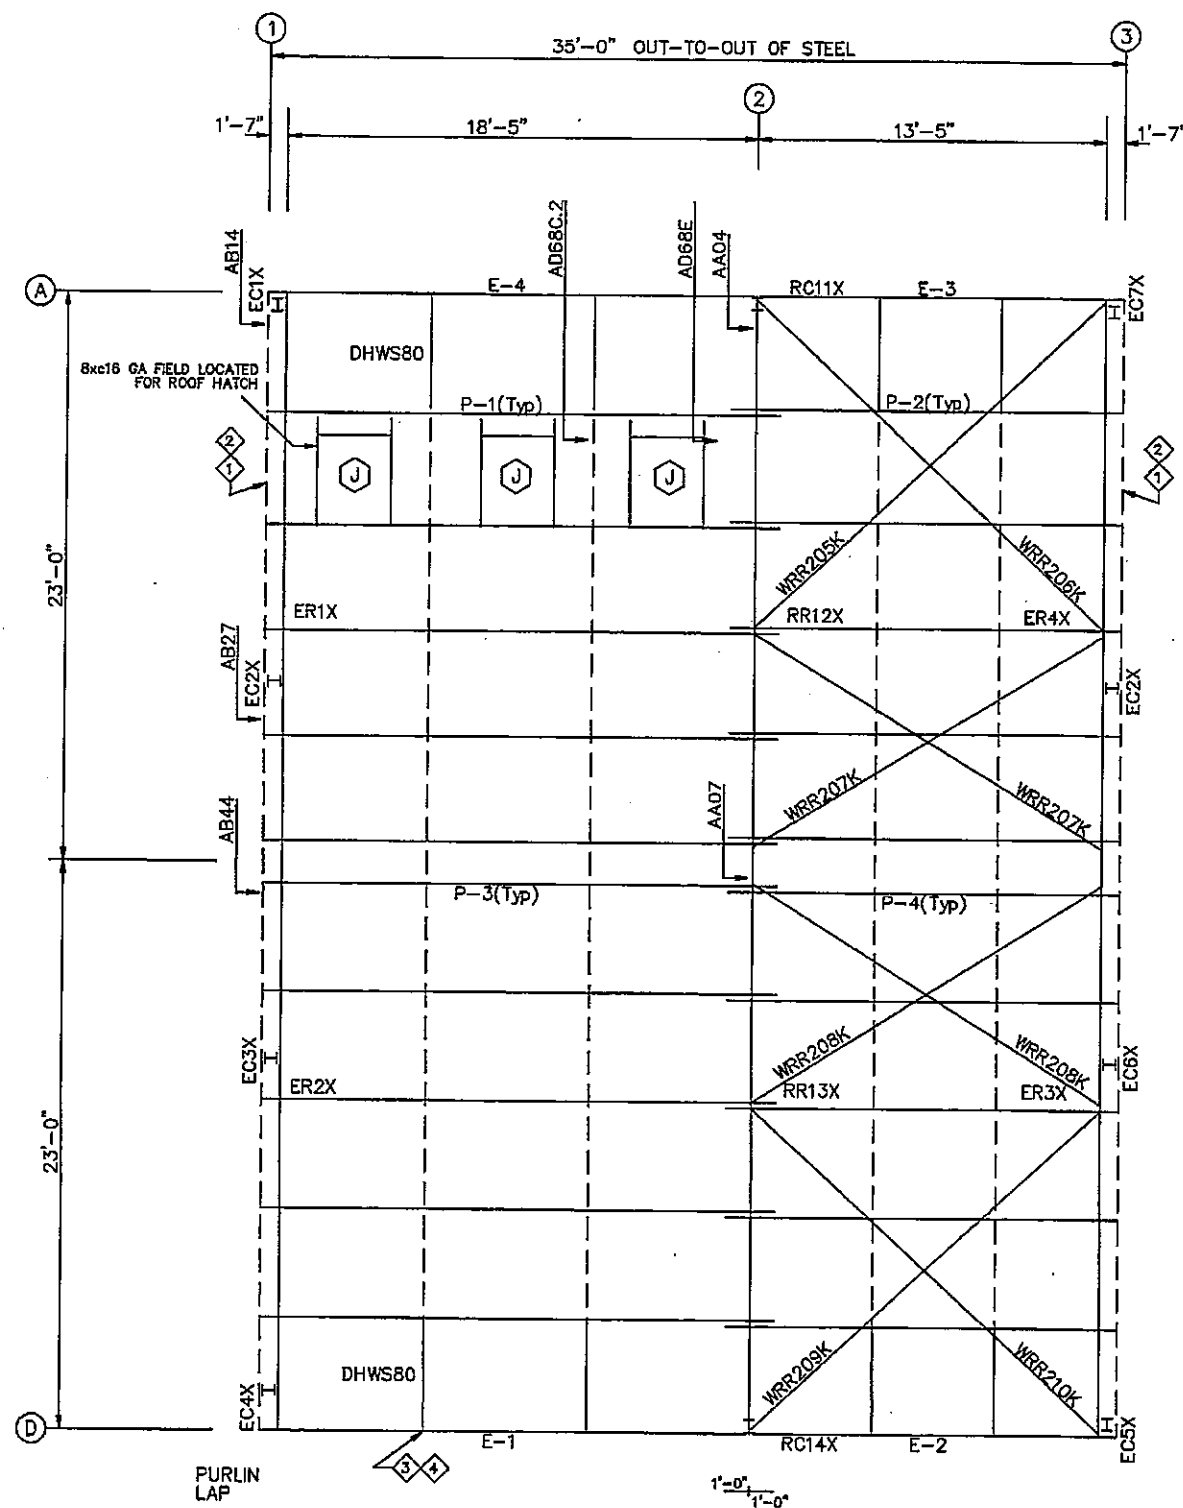 1
3
35'-0" OUT-TO-OUT OF STEEL
2
1'-7"
18'-5"
13'-5"
1'-7"
AB14
EC1X
AD68C.2
AD68E
AA04
A
E-4
RC11X
E-3
EC7X
DHWS80
8xc16 GA FIELD LOCATED
FOR ROOF HATCH
P-1(Typ)
P-2(Typ)
2
1
J
J
J
2
1
23'-0"
WRR205K
WRR206K
ER1X
RR12X
ER4X
AB27
EC2X
EC2X
WRR207K
WRR207K
AB44
AA07
P-3(Typ)
P-4(Typ)
23'-0"
EC3X
WRR208K
WRR208K
EC6X
ER2X
RR13X
ER3X
DHWS80
WRR209K
WRR210K
EC4X
D
E-1
RC14X
E-2
EC5X
3
4
PURLIN
LAP
1'-0"
1'-0"